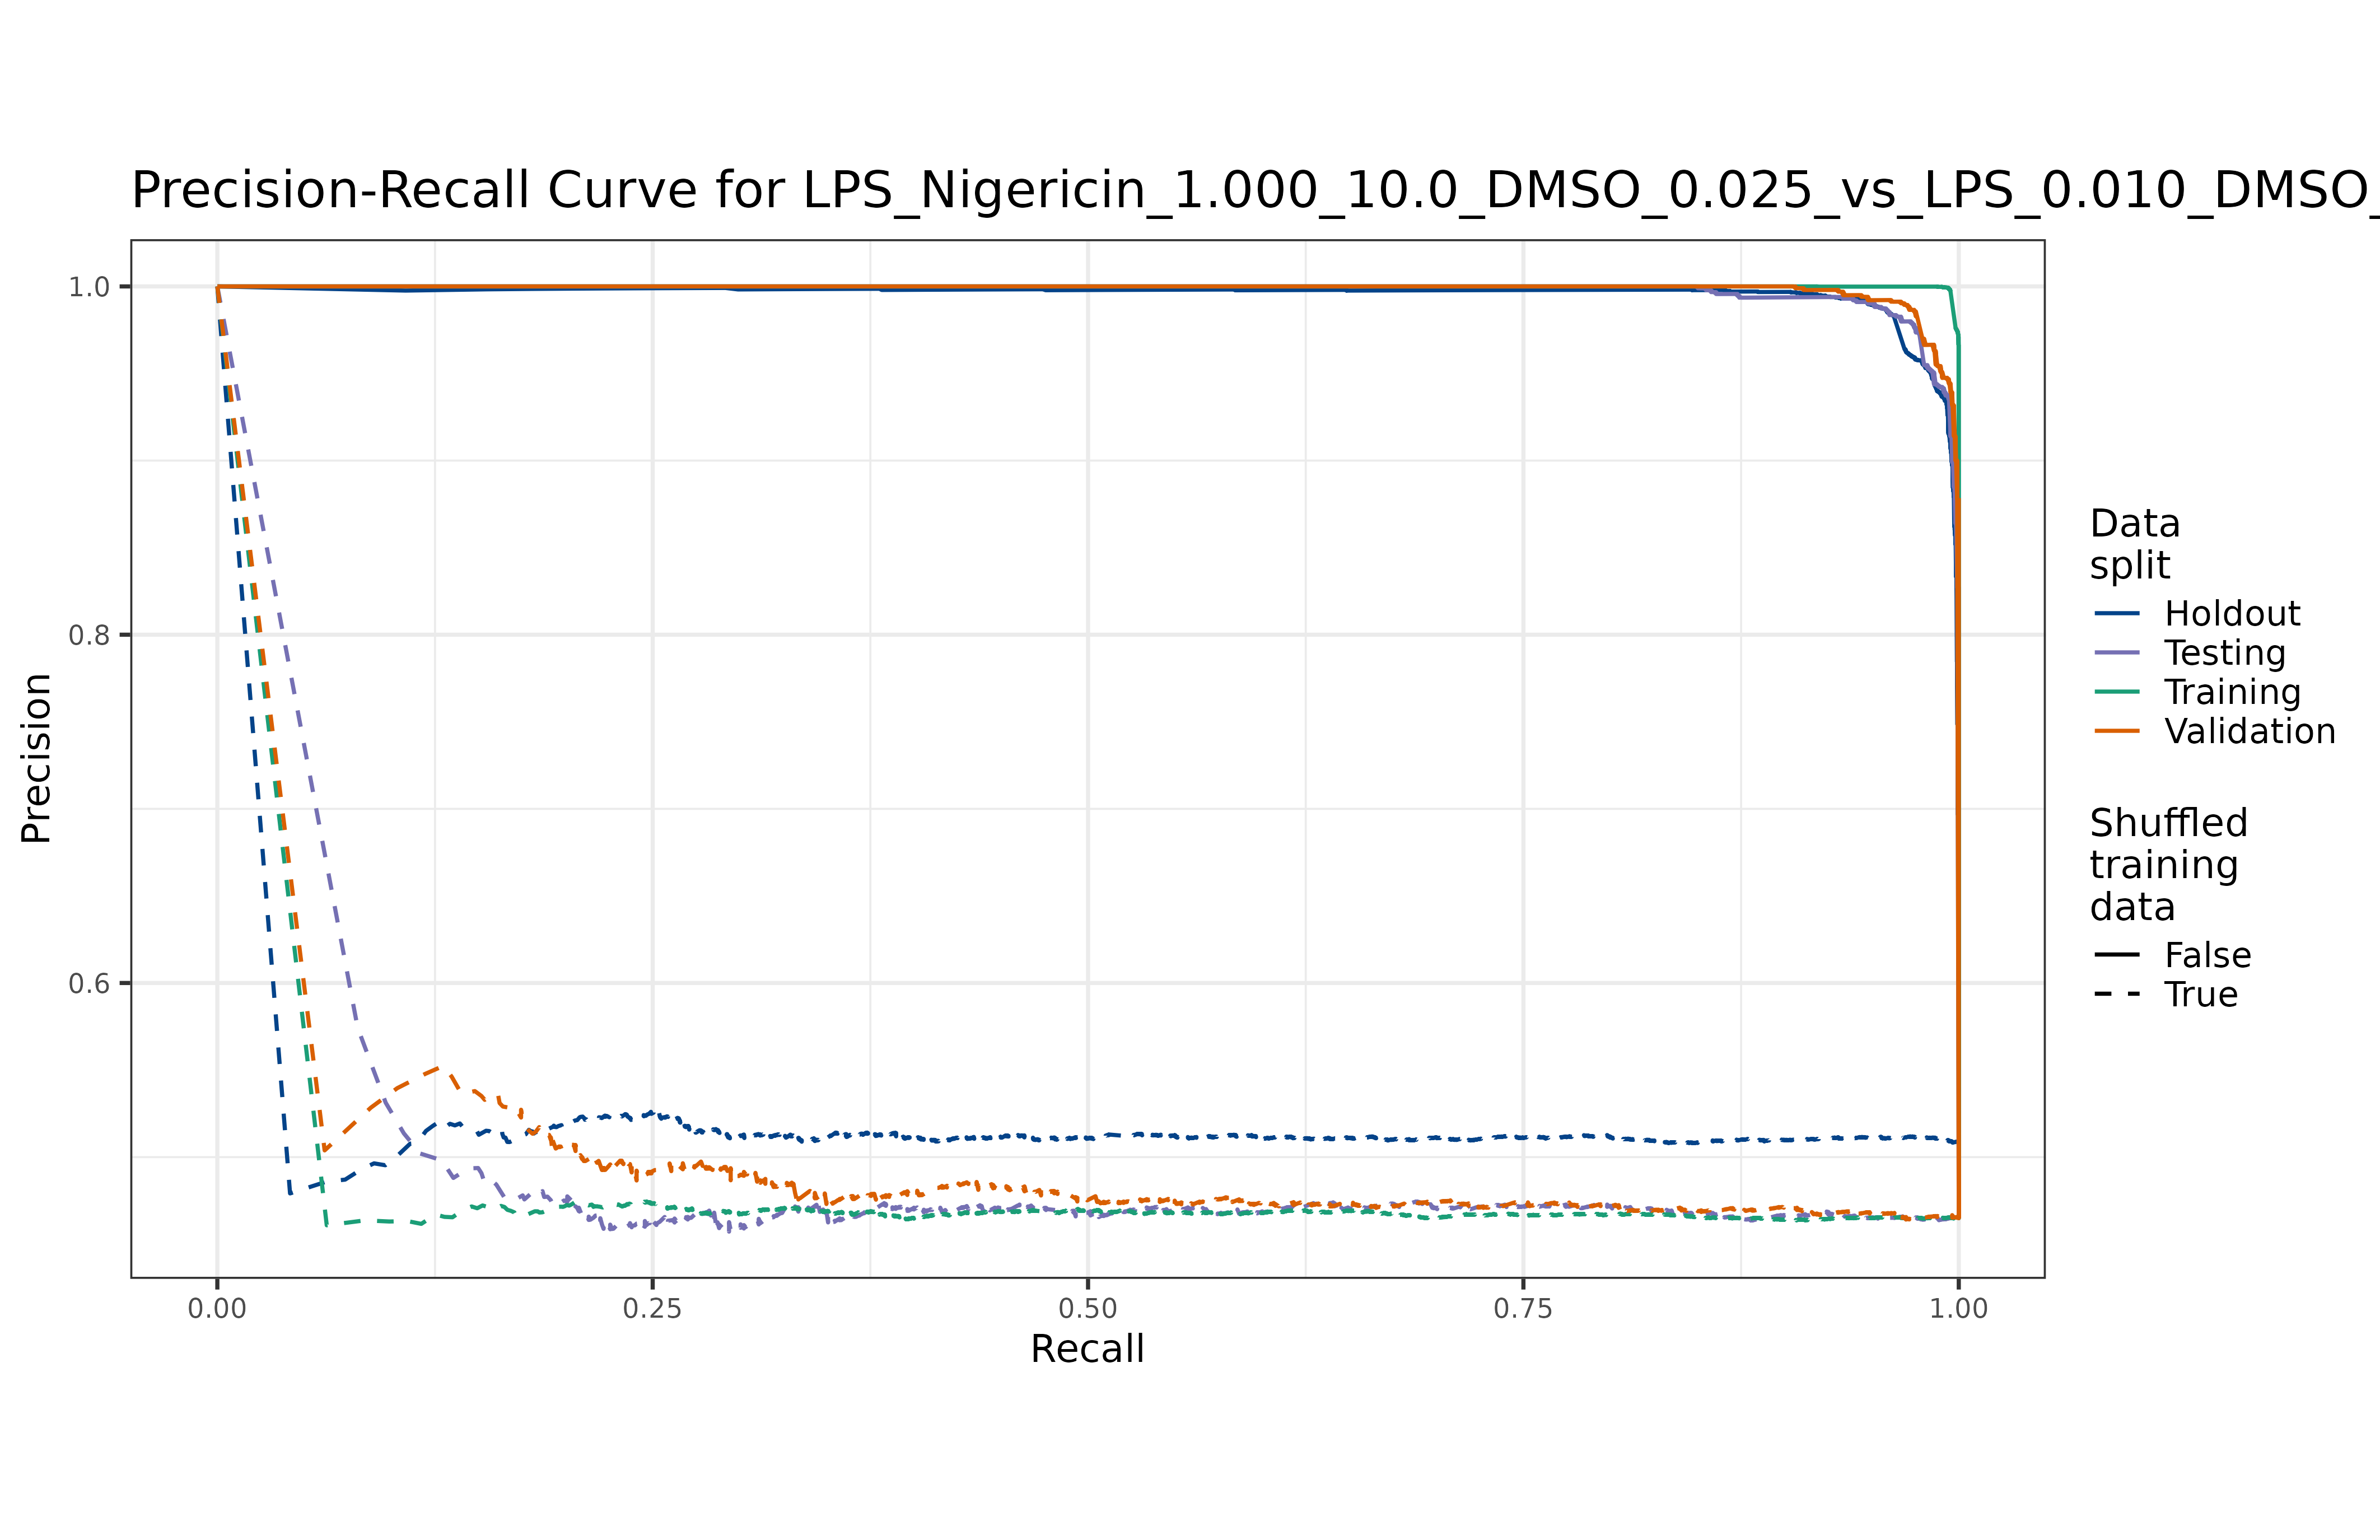 Precision-Recall Curve for LPS_Nigericin_1.000_10.0_DMSO_0.025_vs_LPS_0.010_DMSO_
1.0
0.8
0.6
Precision
0.00 0.25 0.50 0.75 1.00
Recall
Data
split
Holdout
Testing
Training
Validation
Shuffled
training
data
False
True